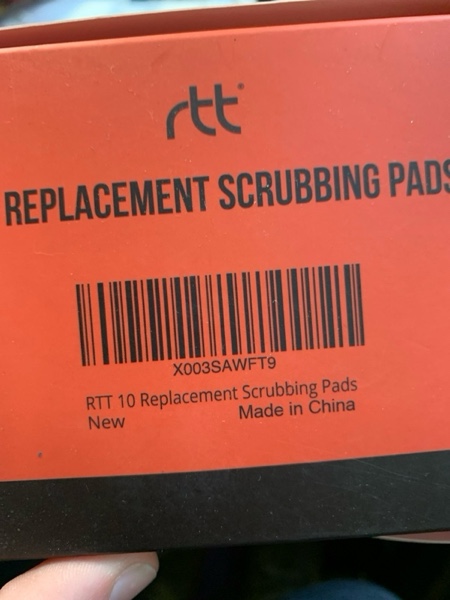 rtt
REPLACEMENT SCRUBBING PADS
X003SAWFT9
RTT 10 Replacement Scrubbing Pads
New
Made in China